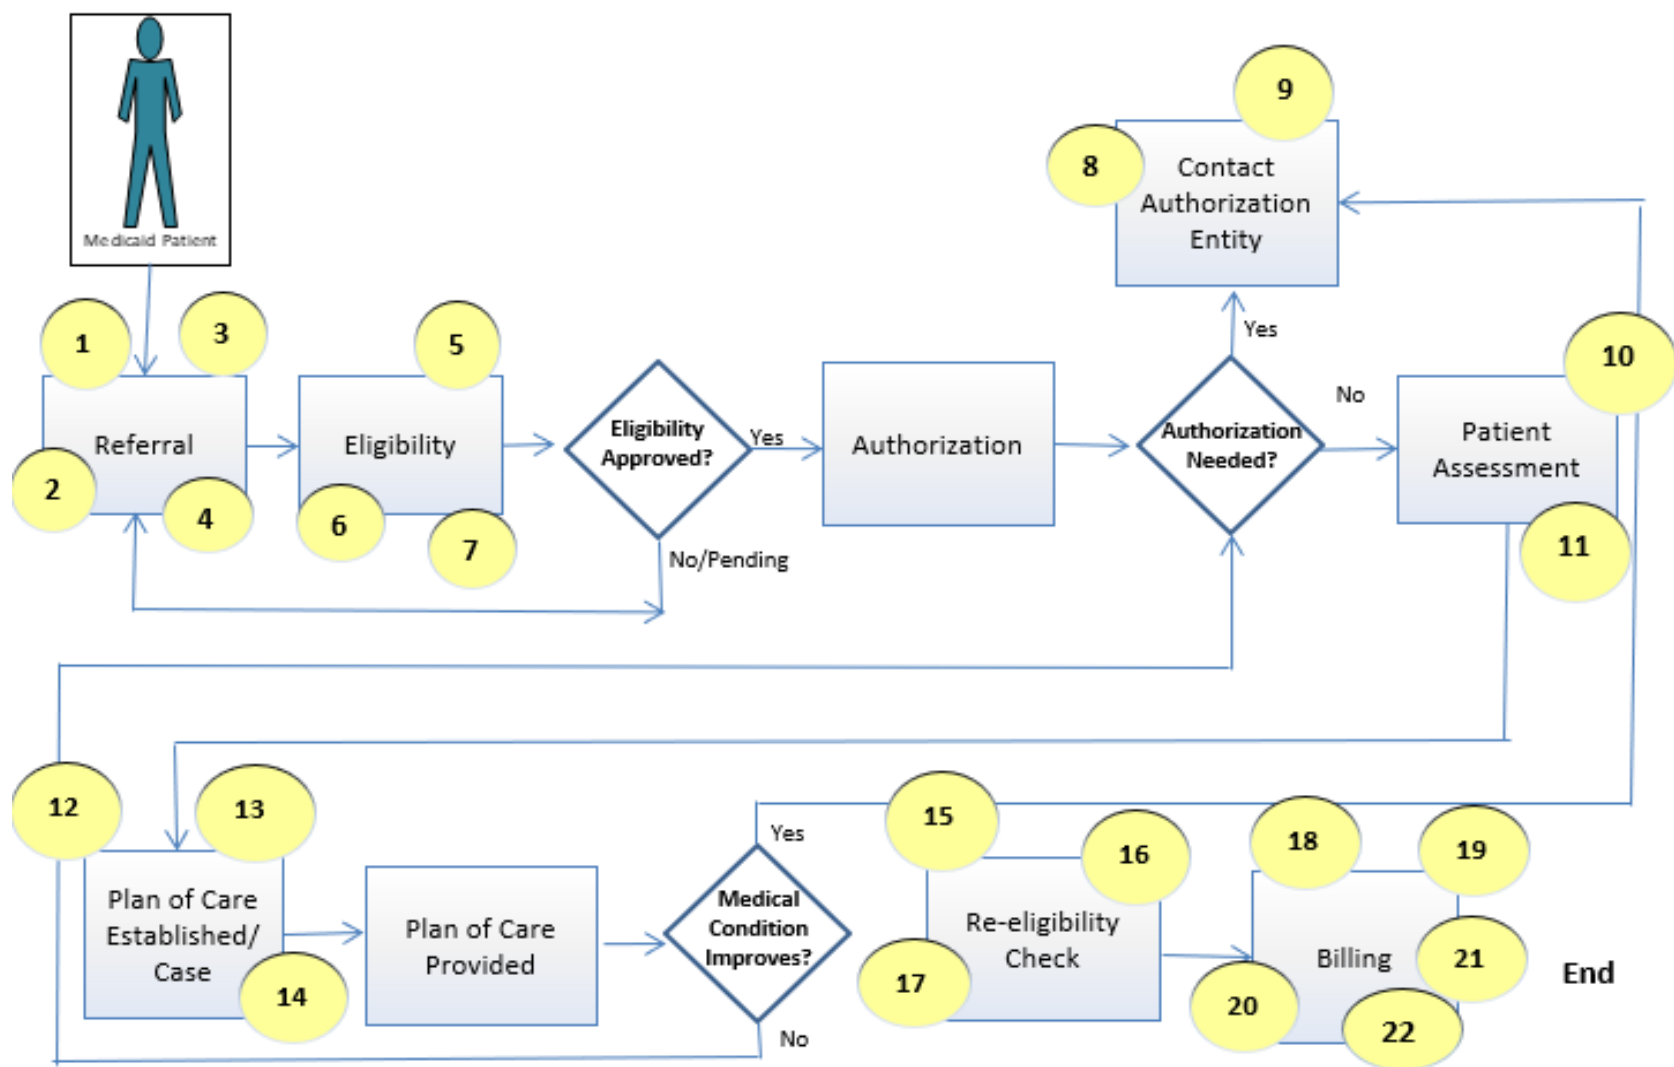 Medicaid Patient
1
3
2
4
Referral
5
6
7
Eligibility
Eligibility
Approved?
Yes
No/Pending
Authorization
Authorization
Needed?
Yes
No
8
9
Contact
Authorization
Entity
10
11
Patient
Assessment
12
13
14
Plan of Care
Established/
Case
Plan of Care
Provided
Medical
Condition
Improves?
Yes
No
15
16
17
Re-eligibility
Check
18
19
20
21
22
Billing
End